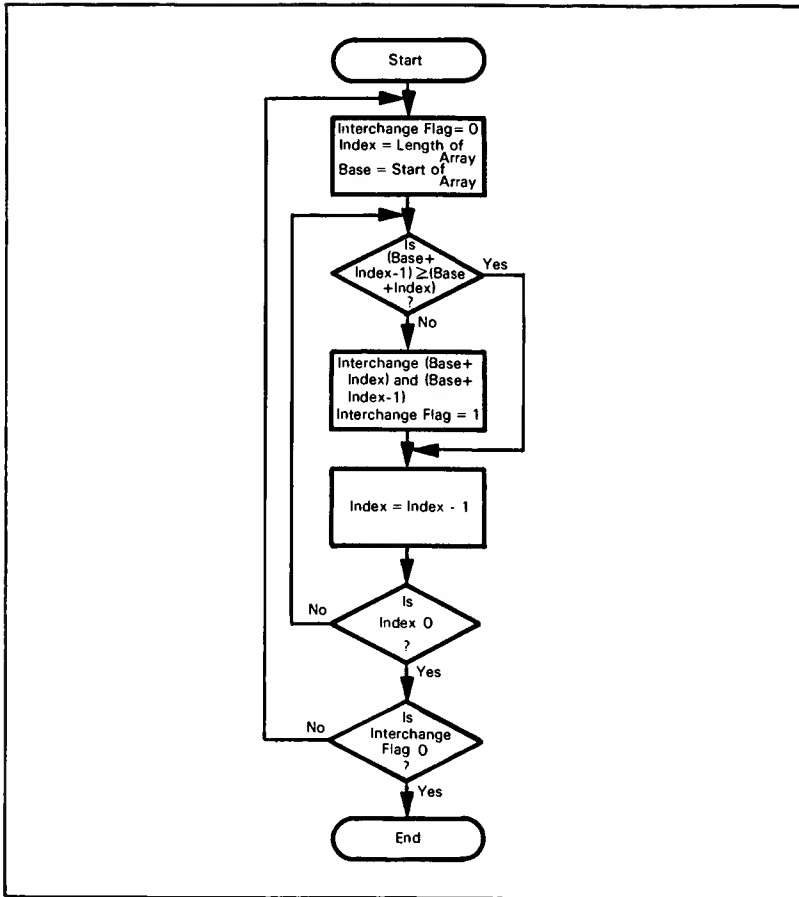 Start
Interchange Flag = 0
Index = Length of
Array
Base = Start of
Array
Is
(Base+
Index-1) ≥(Base
+Index)
?
Yes
No
Interchange (Base+
Index) and (Base+
Index-1)
Interchange Flag = 1
Index = Index - 1
Is
Index 0
?
No
Yes
Is
Interchange
Flag 0
?
No
Yes
End